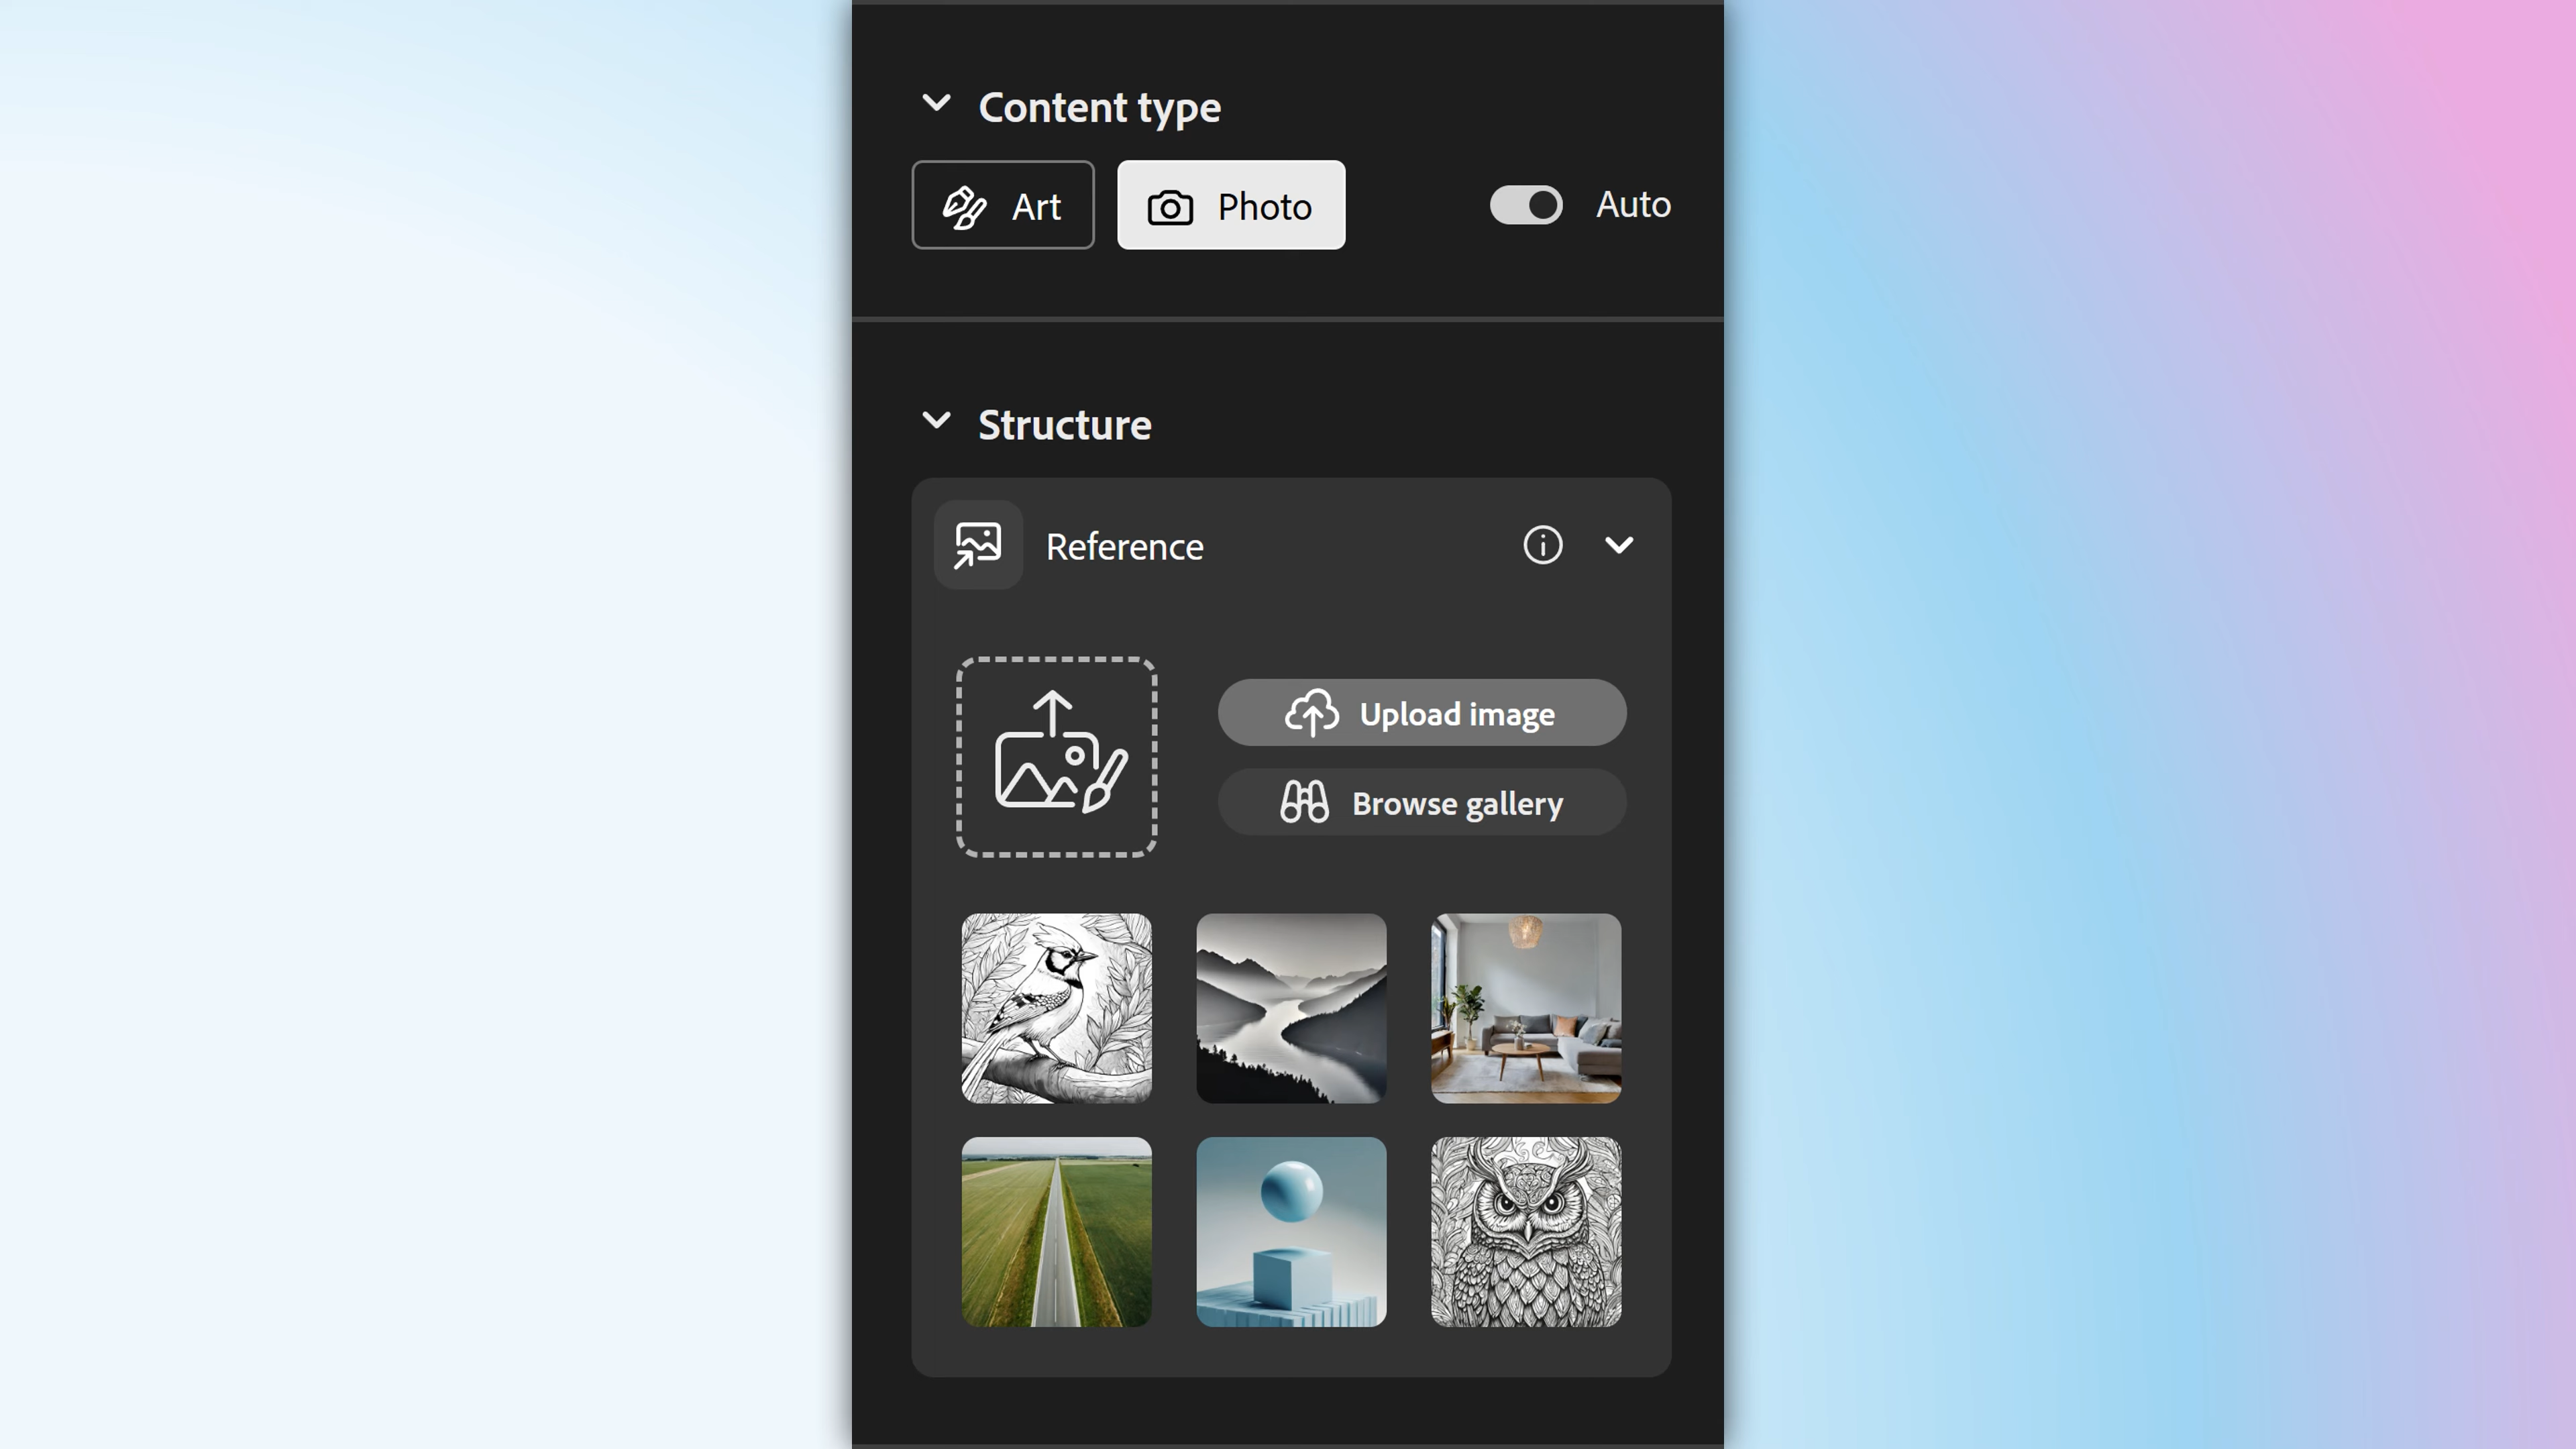 Content type
Art
Photo
Auto
Structure
Reference
Upload image
Browse gallery